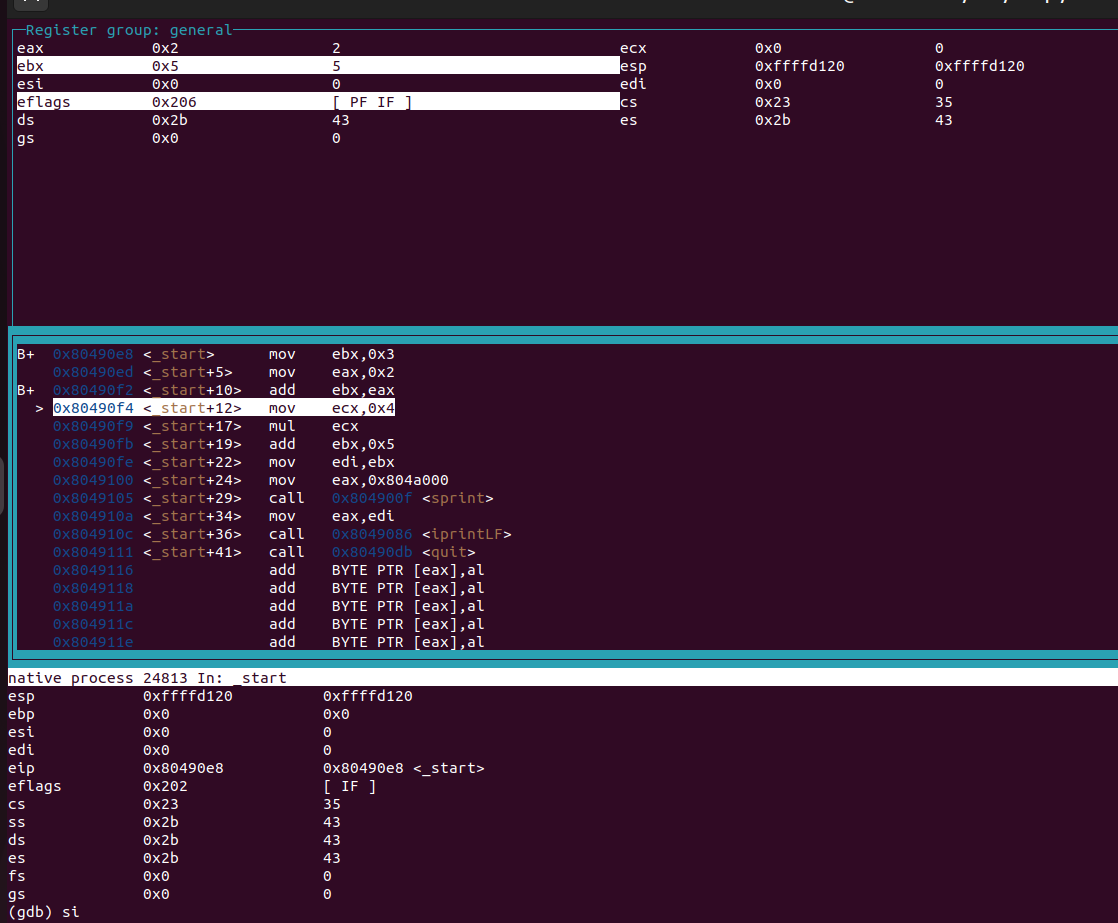 Register group: general
eax 0x2 2 ecx 0x0 0
ebx 0x5 5 esp 0xffffd120 0xffffd120
esi 0x0 0 edi 0x0 0
eflags 0x206 [ PF IF ] cs 0x23 35
ds 0x2b 43 es 0x2b 43
gs 0x0 0
B+ 0x80490e8 <_start> mov ebx,0x3
0x80490ed <_start+5> mov eax,0x2
B+ 0x80490f2 <_start+10> add ebx,eax
> 0x80490f4 <_start+12> mov ecx,0x4
0x80490f9 <_start+17> mul ecx
0x80490fb <_start+19> add ebx,0x5
0x80490fe <_start+22> mov edi,ebx
0x8049100 <_start+24> mov eax,0x804a000
0x8049105 <_start+29> call 0x804900f <sprint>
0x804910a <_start+34> mov eax,edi
0x804910c <_start+36> call 0x8049086 <iprintLF>
0x8049111 <_start+41> call 0x80490db <quit>
0x8049116 add BYTE PTR [eax],al
0x8049118 add BYTE PTR [eax],al
0x804911a add BYTE PTR [eax],al
0x804911c add BYTE PTR [eax],al
0x804911e add BYTE PTR [eax],al
native process 24813 In: _start
esp 0xffffd120 0xffffd120
ebp 0x0 0x0
esi 0x0 0
edi 0x0 0
eip 0x80490e8 0x80490e8 <_start>
eflags 0x202 [ IF ]
cs 0x23 35
ss 0x2b 43
ds 0x2b 43
es 0x2b 43
fs 0x0 0
gs 0x0 0
(gdb) si